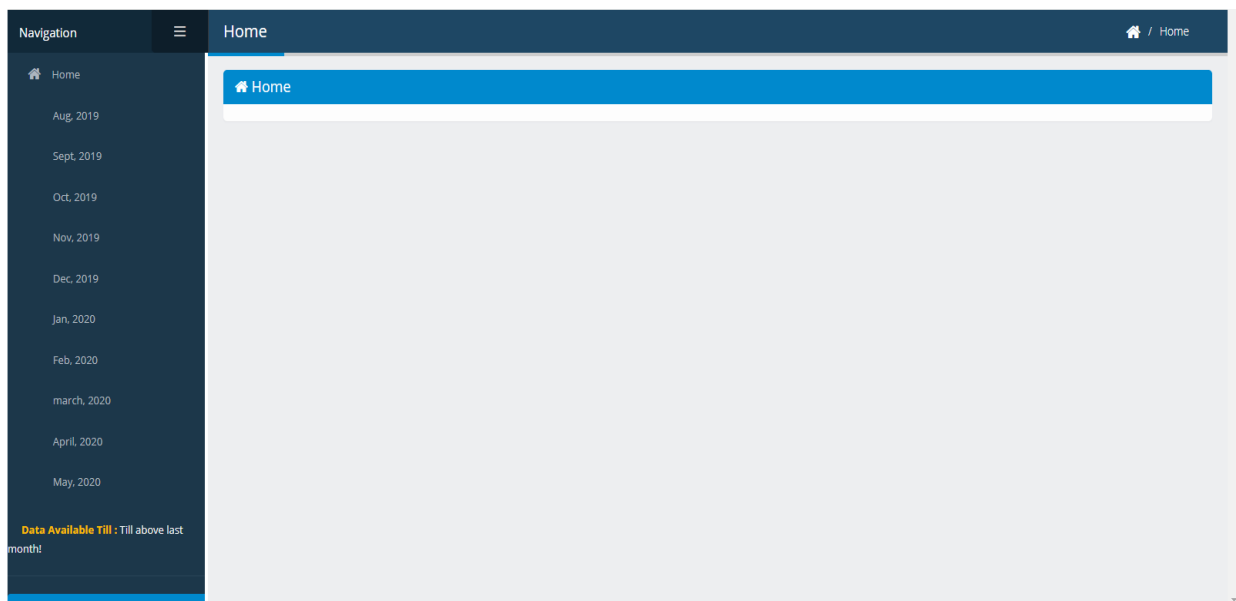 Navigation
Home
/ Home
Home
Home
Aug, 2019
Sept, 2019
Oct, 2019
Nov, 2019
Dec, 2019
Jan, 2020
Feb, 2020
march, 2020
April, 2020
May, 2020
Data Available Till : Till above last
month!